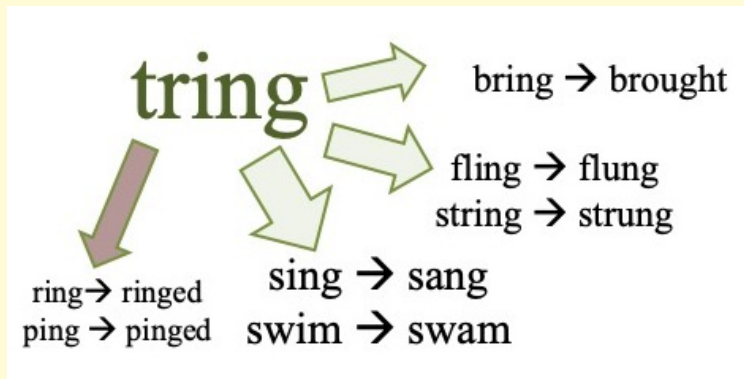 tring
bring → brought
fling → flung
string → strung
sing → sang
swim → swam
ring→ ringed
ping → pinged